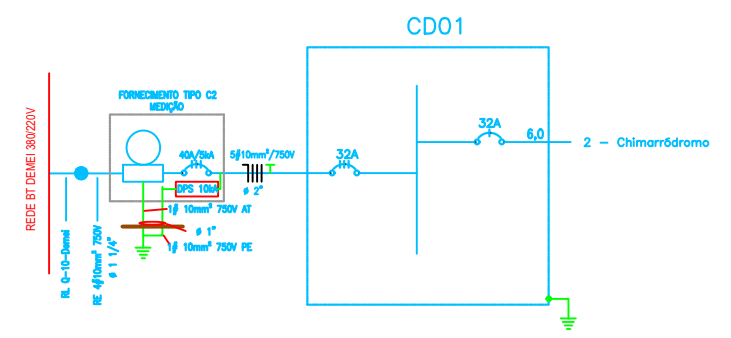 CD01
FORNECIMENTO TIPO C2
MEDIÇÃO
REDE BT DEMEI 380/220V
40A/5kA
5#10mm²/750V
32A
32A
6,0
2 - Chimarródromo
DPS 10kA
ø 2"
1# 10mm² 750V AT
ø 1"
1# 10mm² 750V PE
RL Q-10-Demei
RE 4#10mm² 750V
ø 1 1/4"